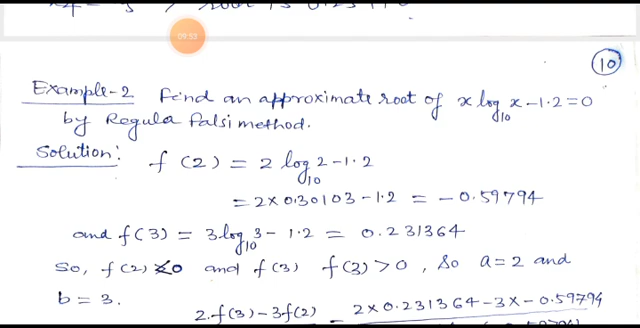 09:53
10
Example-2 Find an approximate root of x log₁₀ x - 1.2 = 0
by Regula falsi method.
Solution: f(2) = 2 log₁₀ 2 - 1.2
= 2 × 0.30103 - 1.2 = - 0.59794
and f(3) = 3 log₁₀ 3 - 1.2 = 0.231364
So, f(2) < 0 and f(3) f(3) > 0, So a = 2 and
b = 3.
2.f(3) - 3f(2) 2 × 0.231364 - 3 × - 0.59794